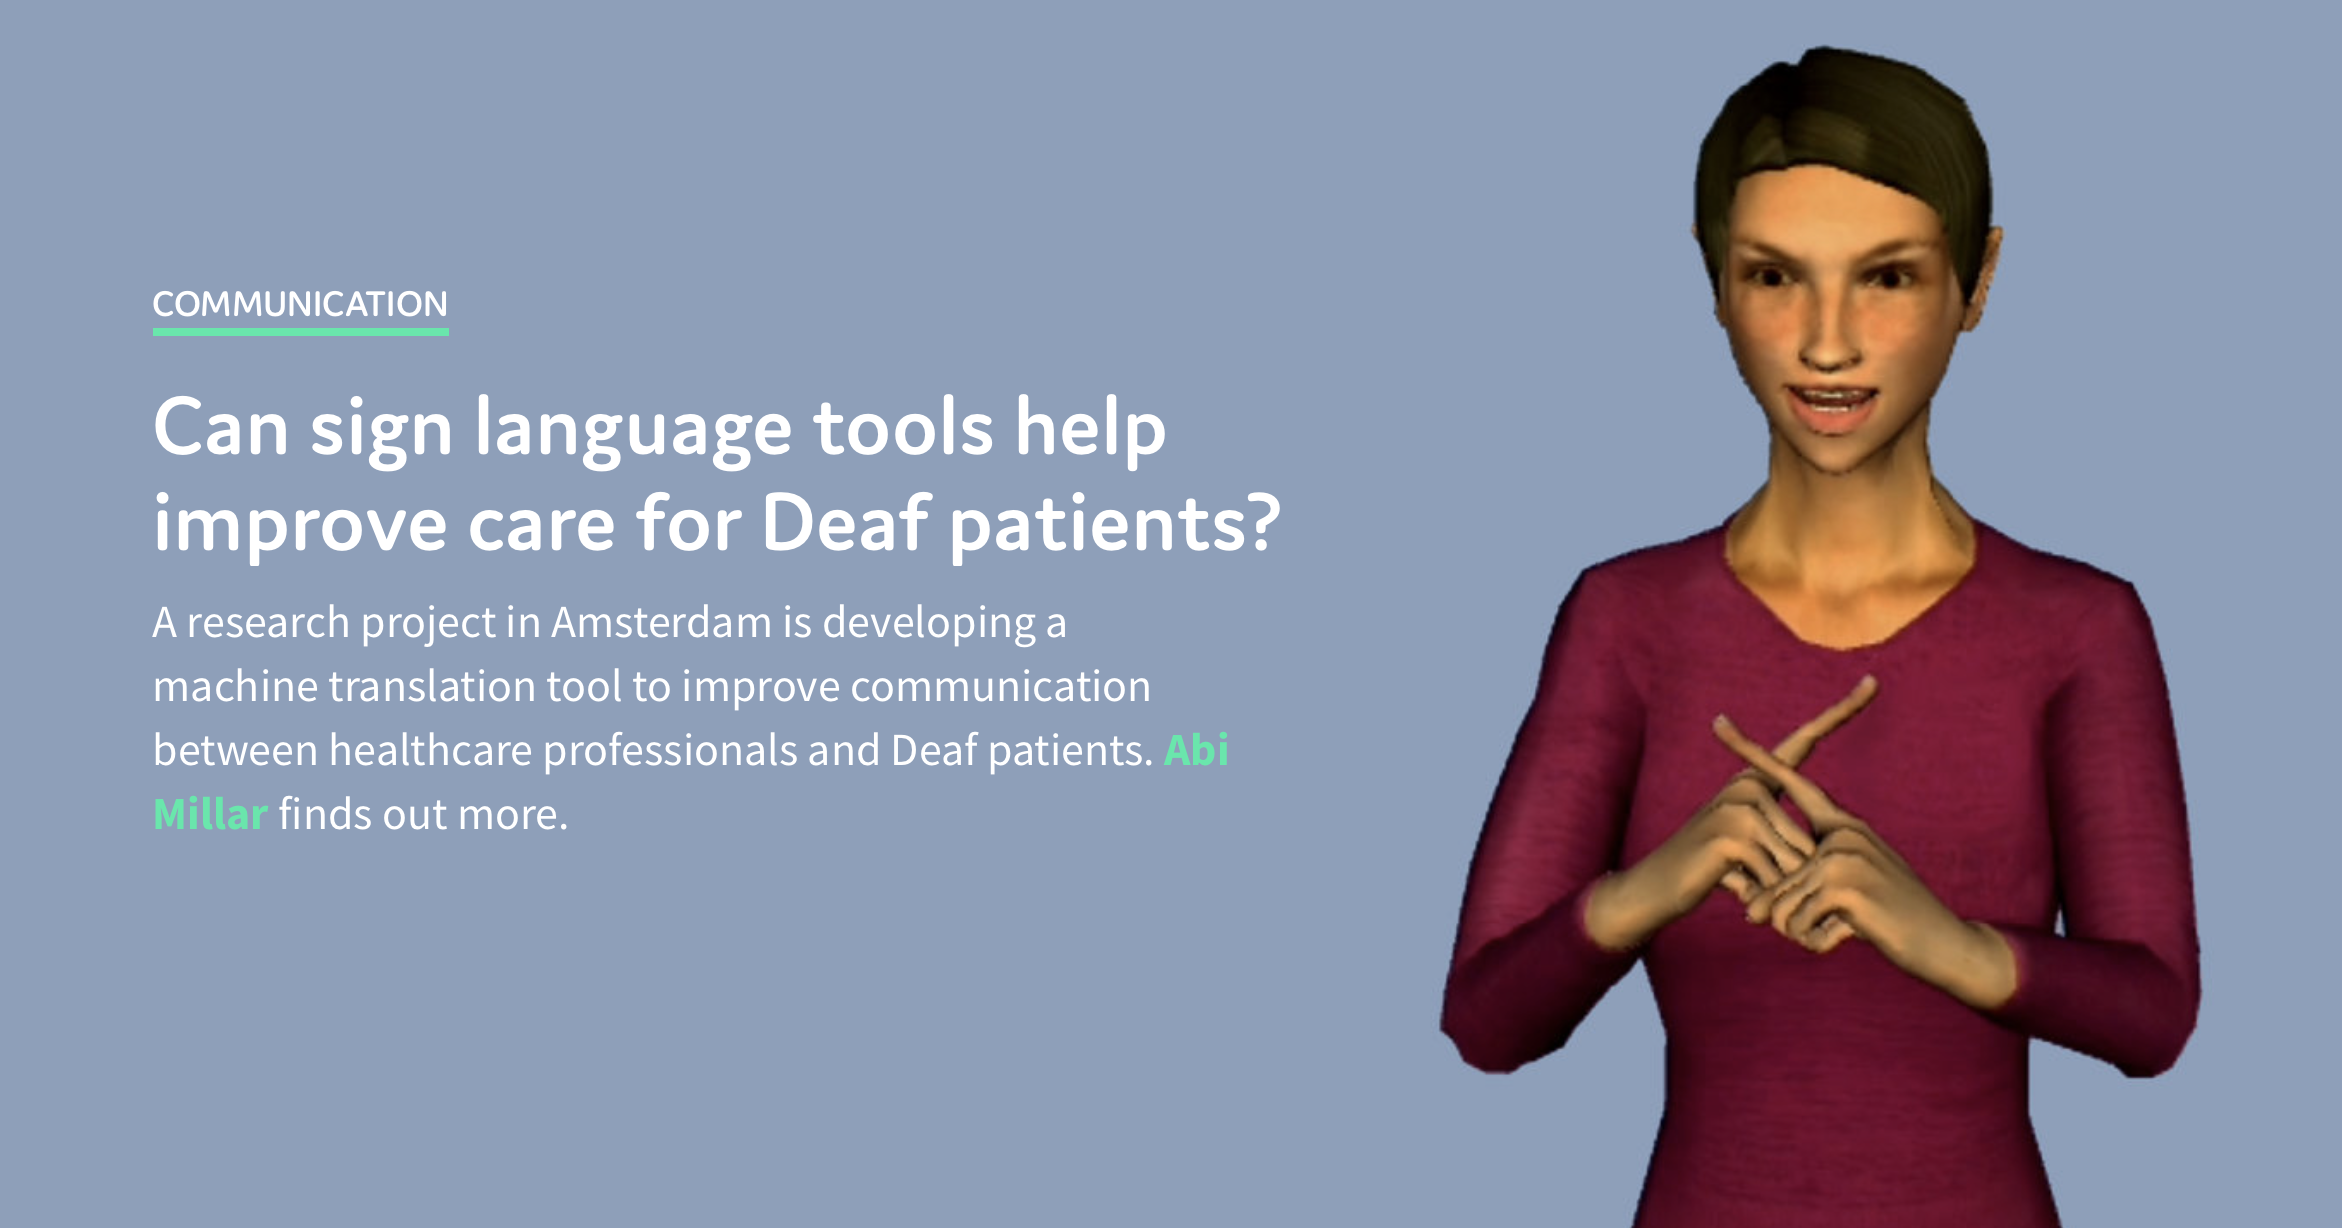 COMMUNICATION
Can sign language tools help
improve care for Deaf patients?
A research project in Amsterdam is developing a
machine translation tool to improve communication
between healthcare professionals and Deaf patients. Abi
Millar finds out more.